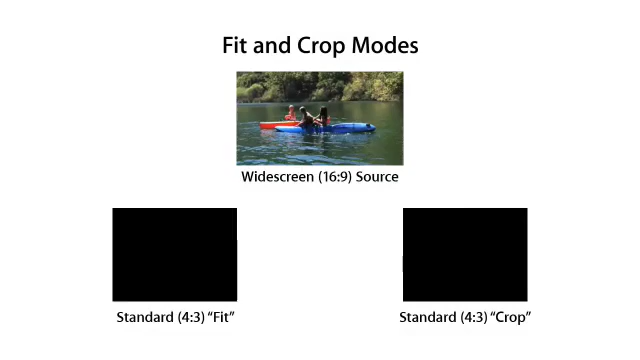 Fit and Crop Modes
Widescreen (16:9) Source
Standard (4:3) “Fit”
Standard (4:3) “Crop”